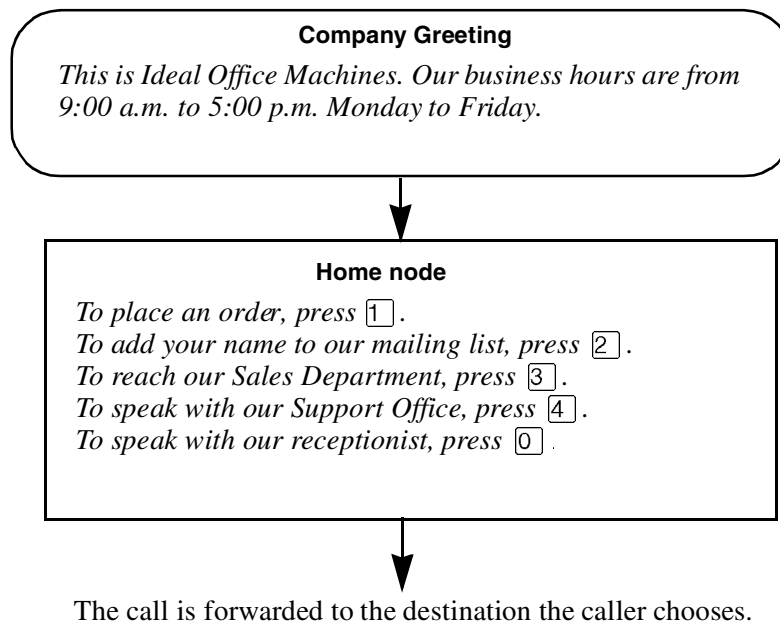 Company Greeting
This is Ideal Office Machines. Our business hours are from
9:00 a.m. to 5:00 p.m. Monday to Friday.
Home node
To place an order, press 1 .
To add your name to our mailing list, press 2 .
To reach our Sales Department, press 3 .
To speak with our Support Office, press 4 .
To speak with our receptionist, press 0 .
The call is forwarded to the destination the caller chooses.